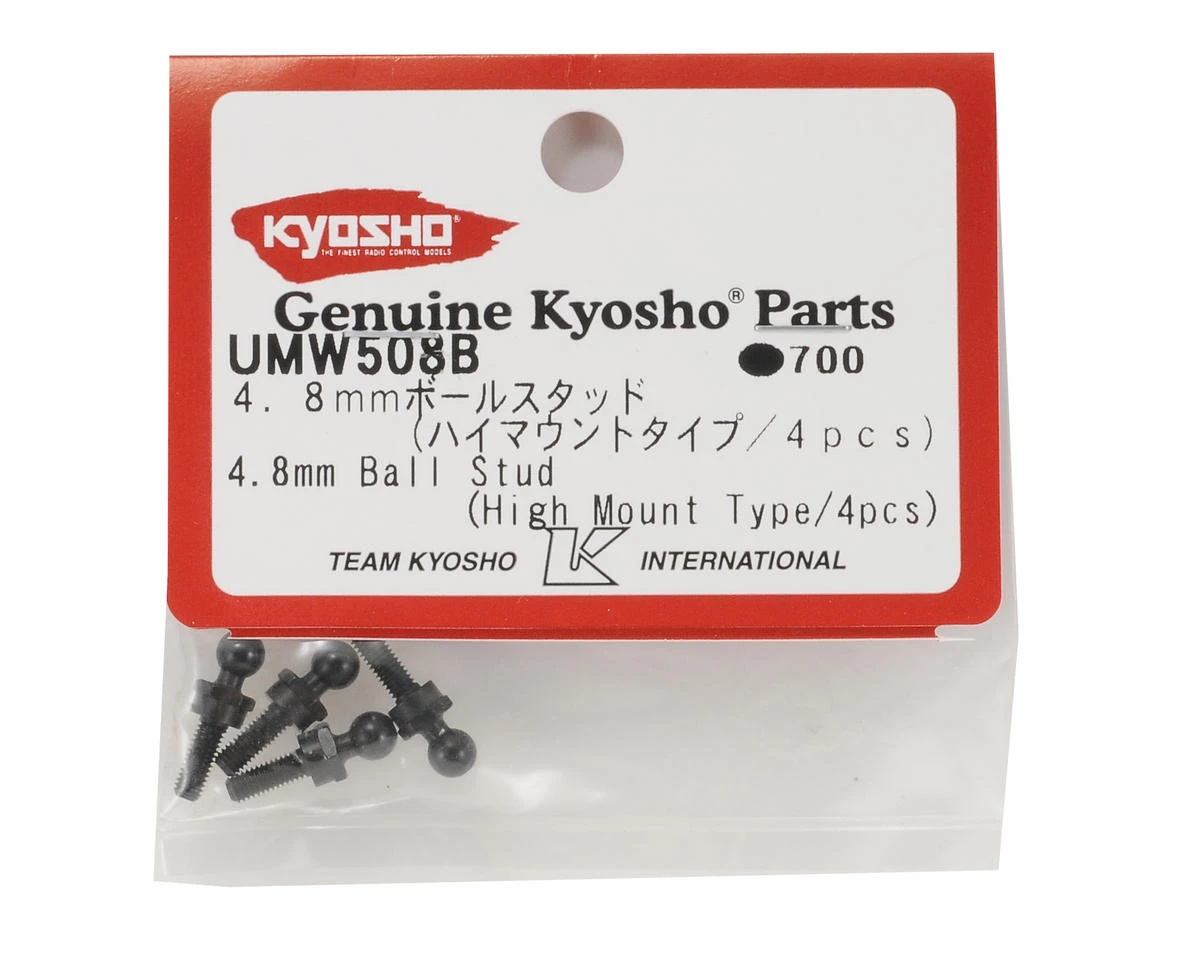 KYOSHO®
THE FINEST RADIO CONTROL MODELS
Genuine Kyosho® Parts
UMW508B ●700
4. 8mmボールスタッド
(ハイマウントタイプ/4pcs)
4.8mm Ball Stud
(High Mount Type/4pcs)
TEAM KYOSHO K INTERNATIONAL